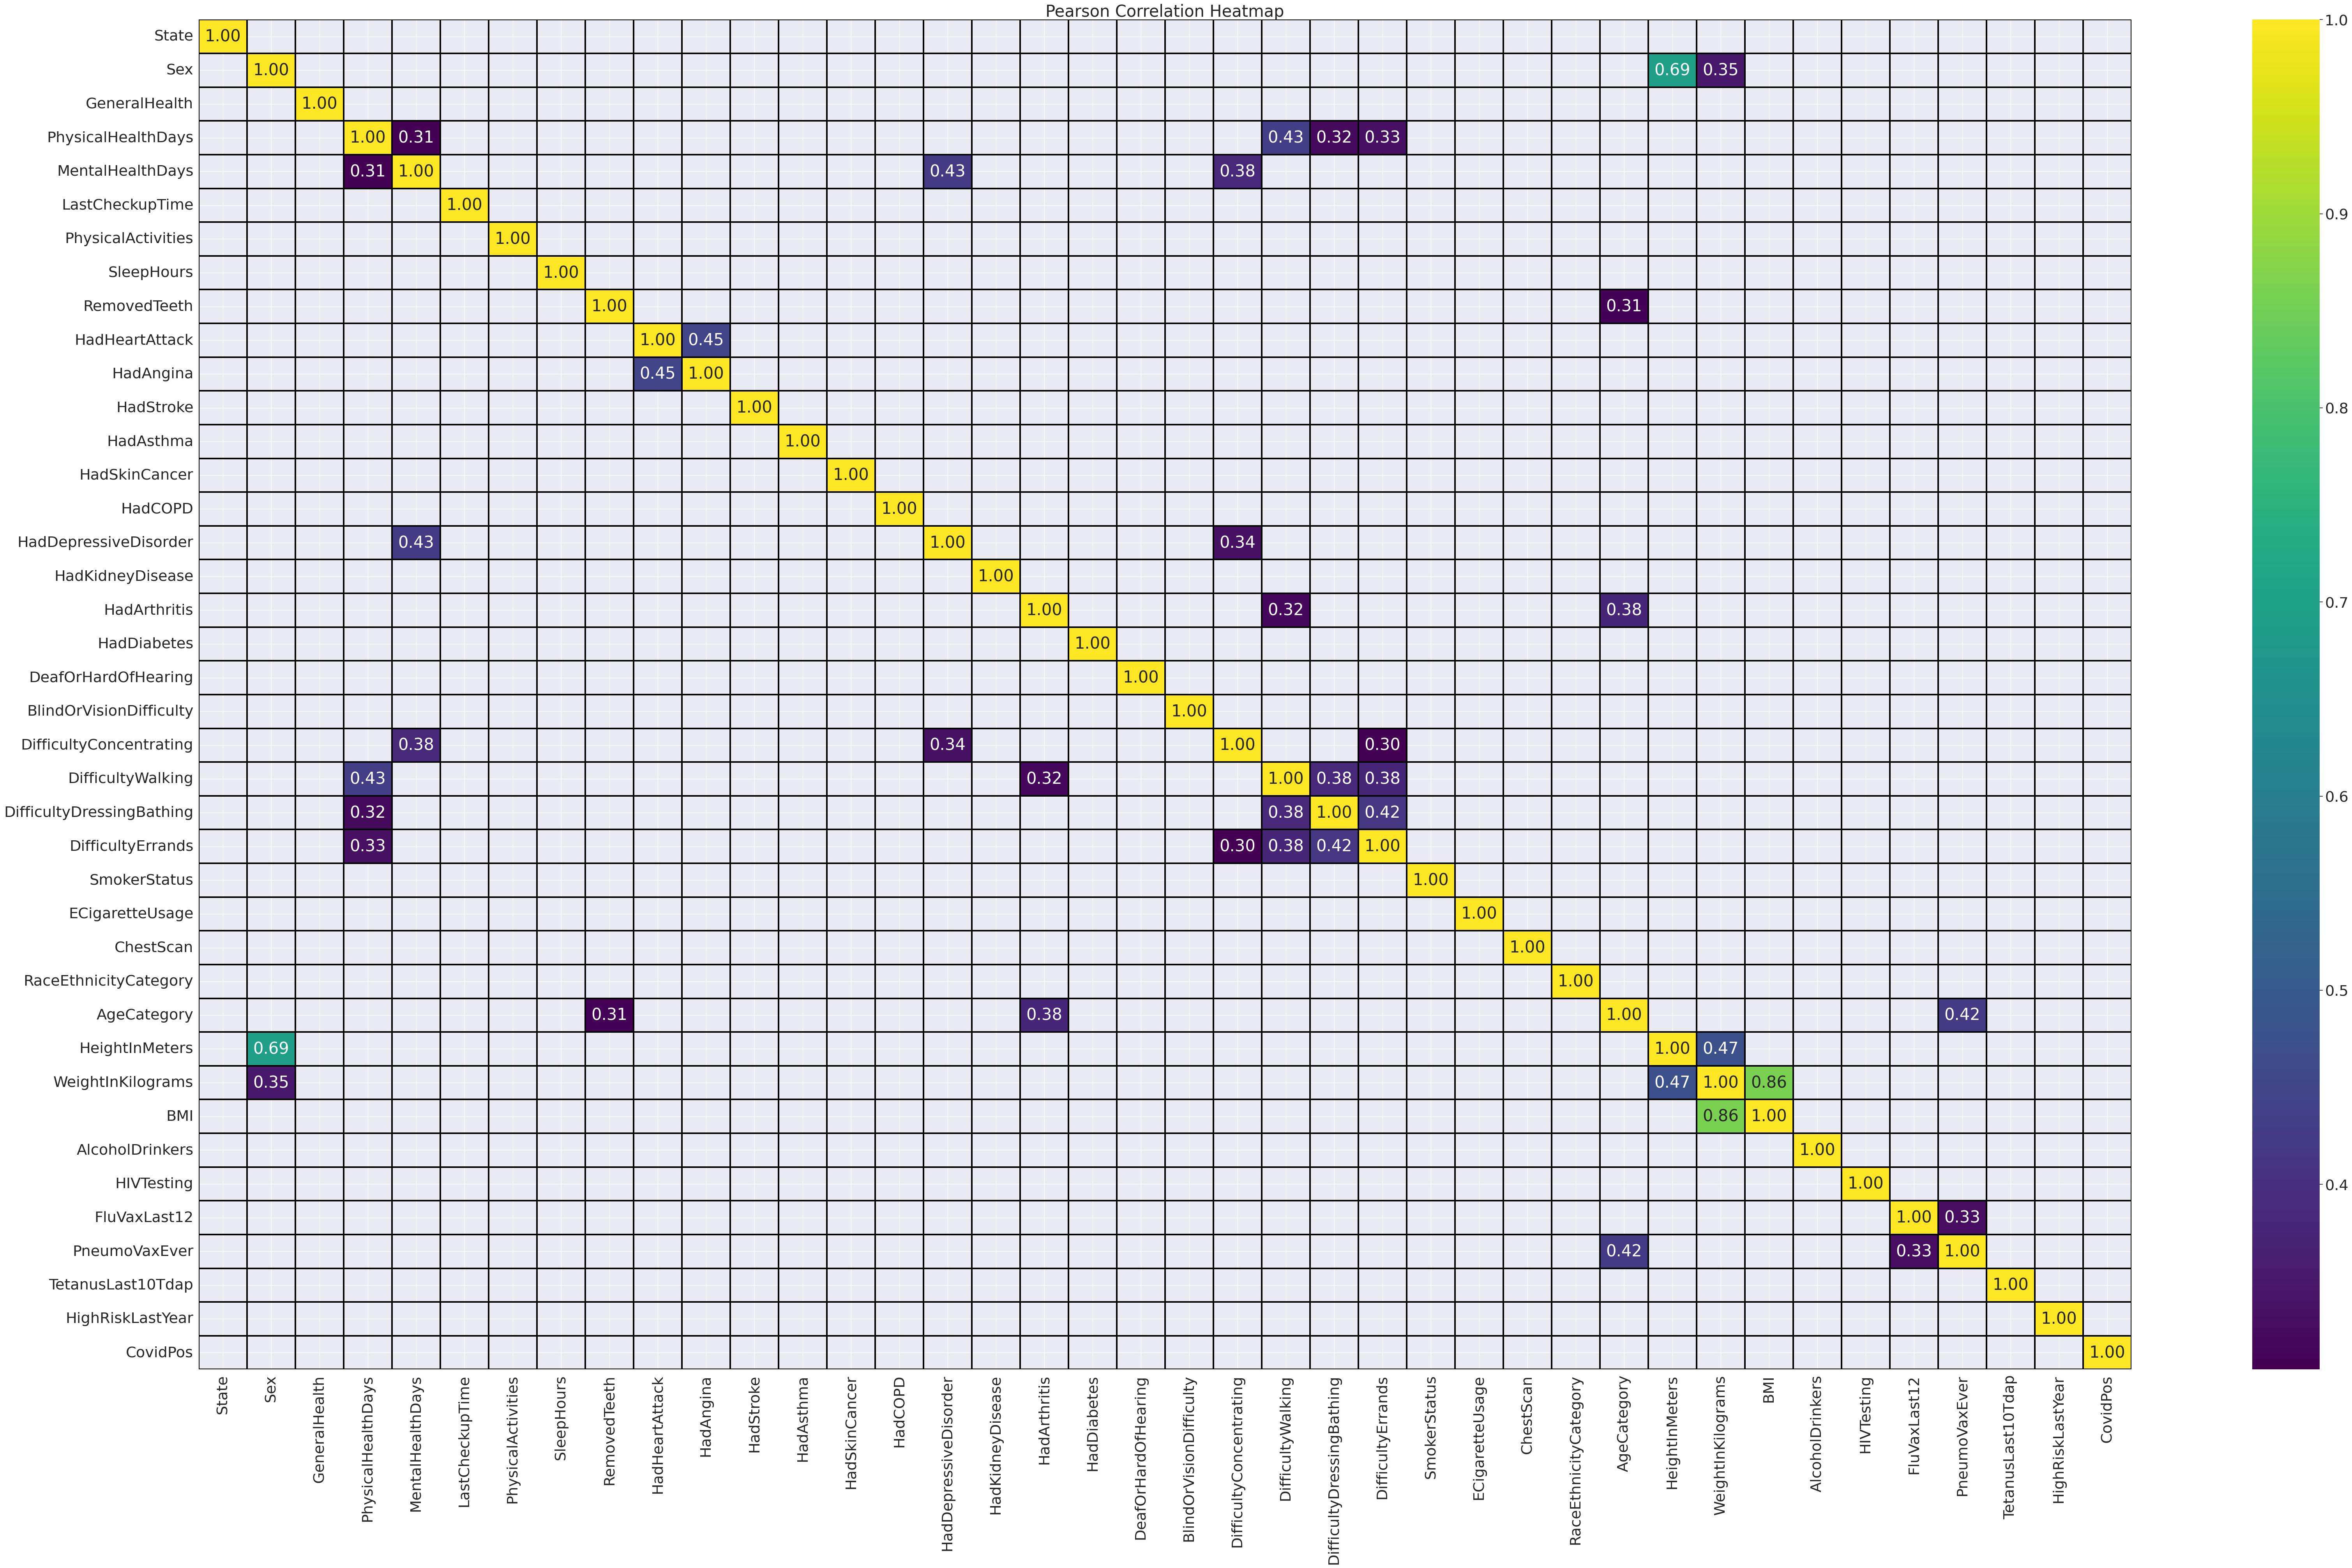 Pearson Correlation Heatmap
State 1.00
Sex 1.00 0.69 0.35
GeneralHealth 1.00
PhysicalHealthDays 1.00 0.31 0.43 0.32 0.33
MentalHealthDays 0.31 1.00 0.43 0.38
LastCheckupTime 1.00
PhysicalActivities 1.00
SleepHours 1.00
RemovedTeeth 1.00 0.31
HadHeartAttack 1.00 0.45
HadAngina 0.45 1.00
HadStroke 1.00
HadAsthma 1.00
HadSkinCancer 1.00
HadCOPD 1.00
HadDepressiveDisorder 0.43 1.00 0.34
HadKidneyDisease 1.00
HadArthritis 1.00 0.32 0.38
HadDiabetes 1.00
DeafOrHardOfHearing 1.00
BlindOrVisionDifficulty 1.00
DifficultyConcentrating 0.38 0.34 1.00 0.30
DifficultyWalking 0.43 0.32 1.00 0.38 0.38
DifficultyDressingBathing 0.32 0.38 1.00 0.42
DifficultyErrands 0.33 0.30 0.38 0.42 1.00
SmokerStatus 1.00
ECigaretteUsage 1.00
ChestScan 1.00
RaceEthnicityCategory 1.00
AgeCategory 0.31 0.38 1.00 0.42
HeightInMeters 0.69 1.00 0.47
WeightInKilograms 0.35 0.47 1.00 0.86
BMI 0.86 1.00
AlcoholDrinkers 1.00
HIVTesting 1.00
FluVaxLast12 1.00 0.33
PneumoVaxEver 0.42 0.33 1.00
TetanusLast10Tdap 1.00
HighRiskLastYear 1.00
CovidPos 1.00
State
Sex
GeneralHealth
PhysicalHealthDays
MentalHealthDays
LastCheckupTime
PhysicalActivities
SleepHours
RemovedTeeth
HadHeartAttack
HadAngina
HadStroke
HadAsthma
HadSkinCancer
HadCOPD
HadDepressiveDisorder
HadKidneyDisease
HadArthritis
HadDiabetes
DeafOrHardOfHearing
BlindOrVisionDifficulty
DifficultyConcentrating
DifficultyWalking
DifficultyDressingBathing
DifficultyErrands
SmokerStatus
ECigaretteUsage
ChestScan
RaceEthnicityCategory
AgeCategory
HeightInMeters
WeightInKilograms
BMI
AlcoholDrinkers
HIVTesting
FluVaxLast12
PneumoVaxEver
TetanusLast10Tdap
HighRiskLastYear
CovidPos
1.0
0.9
0.8
0.7
0.6
0.5
0.4